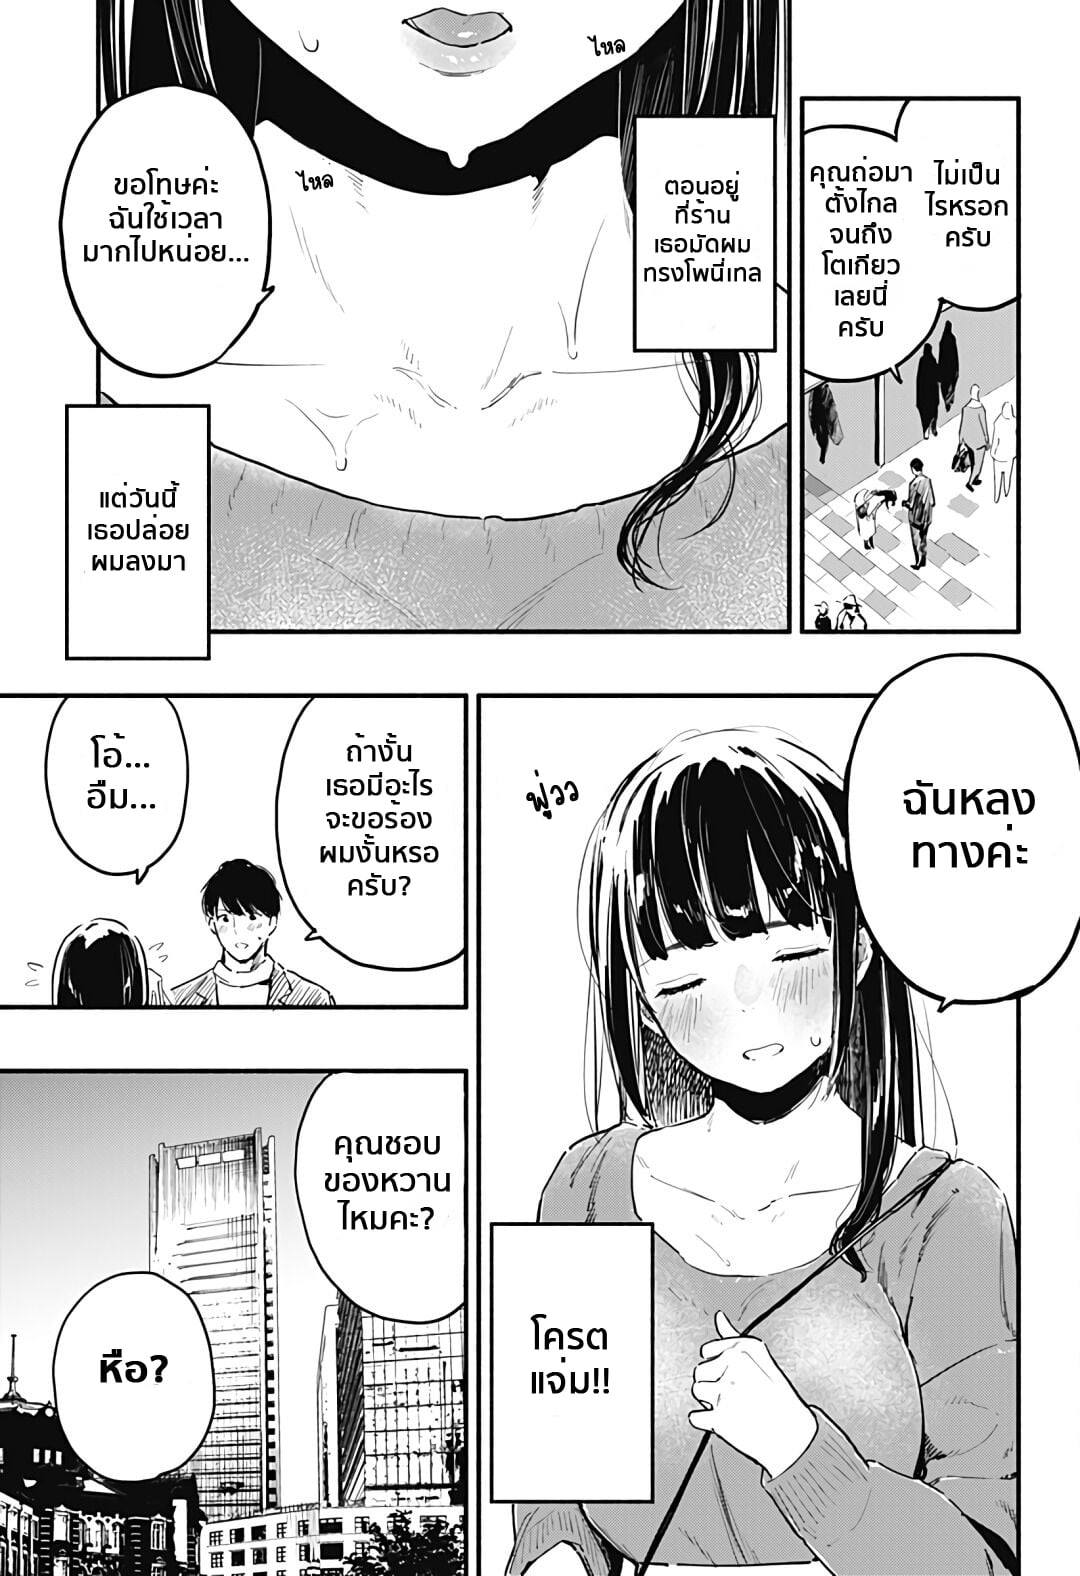 ไม่เป็น
ไรหรอก
ครับ
คุณถ่อมา
ตั้งไกล
จนถึง
โตเกียว
เลยนี่
ครับ
ไหล
ตอนอยู่
ที่ร้าน
เธอมัดผม
ทรงโพนี่เทล
ไหล่
ขอโทษค่ะ
ฉันใช้เวลา
มากไปหน่อย...
แต่วันนี้
เธอปล่อย
ผมลงมา
ฉันหลง
ทางค่ะ
ฟู่วว
โครต
แจ่ม!!
ถ้างั้น
เธอมีอะไร
จะขอร้อง
ผมงั้นหรอ
ครับ?
โอ้...
อืม...
คุณชอบ
ของหวาน
ไหมคะ?
หือ?